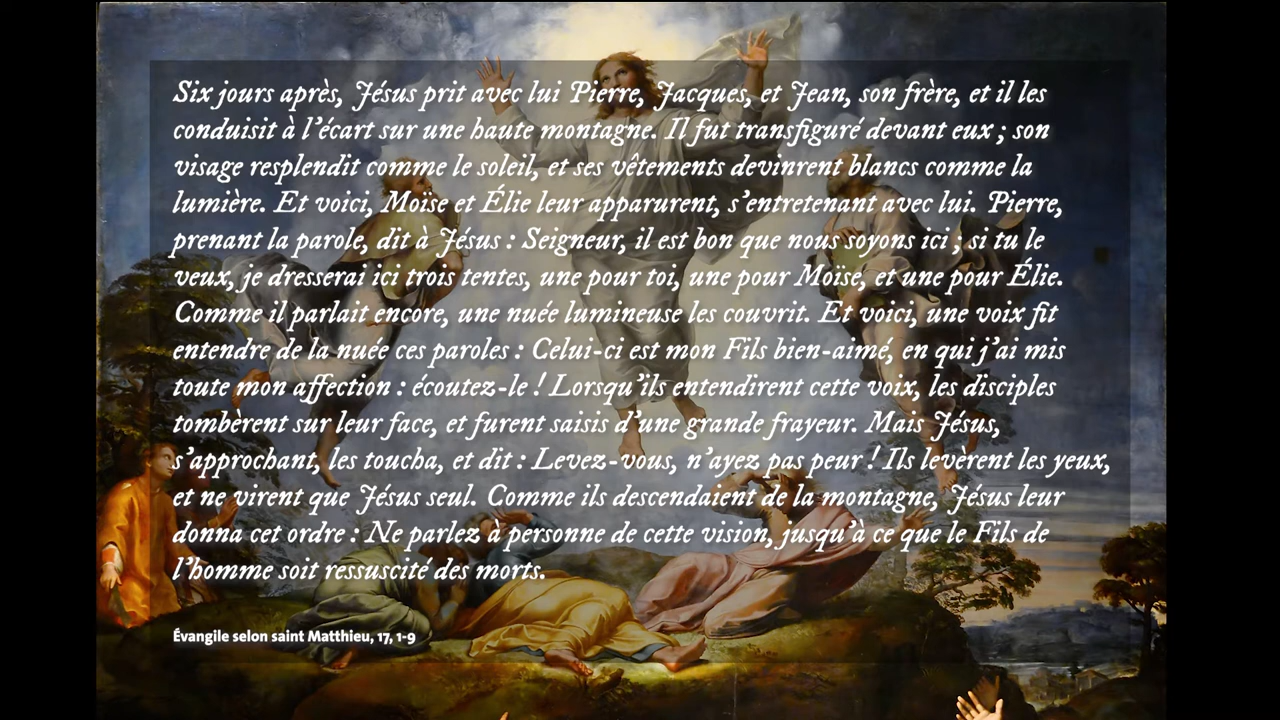 Six jours après, Jésus prit avec lui Pierre, Jacques, et Jean, son frère, et il les
conduisit à l’écart sur une haute montagne. Il fut transfiguré devant eux ; son
visage resplendit comme le soleil, et ses vêtements devinrent blancs comme la
lumière. Et voici, Moïse et Élie leur apparurent, s’entretenant avec lui. Pierre,
prenant la parole, dit à Jésus : Seigneur, il est bon que nous soyons ici ; si tu le
veux, je dresserai ici trois tentes, une pour toi, une pour Moïse, et une pour Élie.
Comme il parlait encore, une nuée lumineuse les couvrit. Et voici, une voix fit
entendre de la nuée ces paroles : Celui-ci est mon Fils bien-aimé, en qui j’ai mis
toute mon affection : écoutez-le ! Lorsqu’ils entendirent cette voix, les disciples
tombèrent sur leur face, et furent saisis d’une grande frayeur. Mais Jésus,
s’approchant, les toucha, et dit : Levez-vous, n’ayez pas peur ! Ils levèrent les yeux,
et ne virent que Jésus seul. Comme ils descendaient de la montagne, Jésus leur
donna cet ordre : Ne parlez à personne de cette vision, jusqu’à ce que le Fils de
l’homme soit ressuscité des morts.
Évangile selon saint Matthieu, 17, 1-9